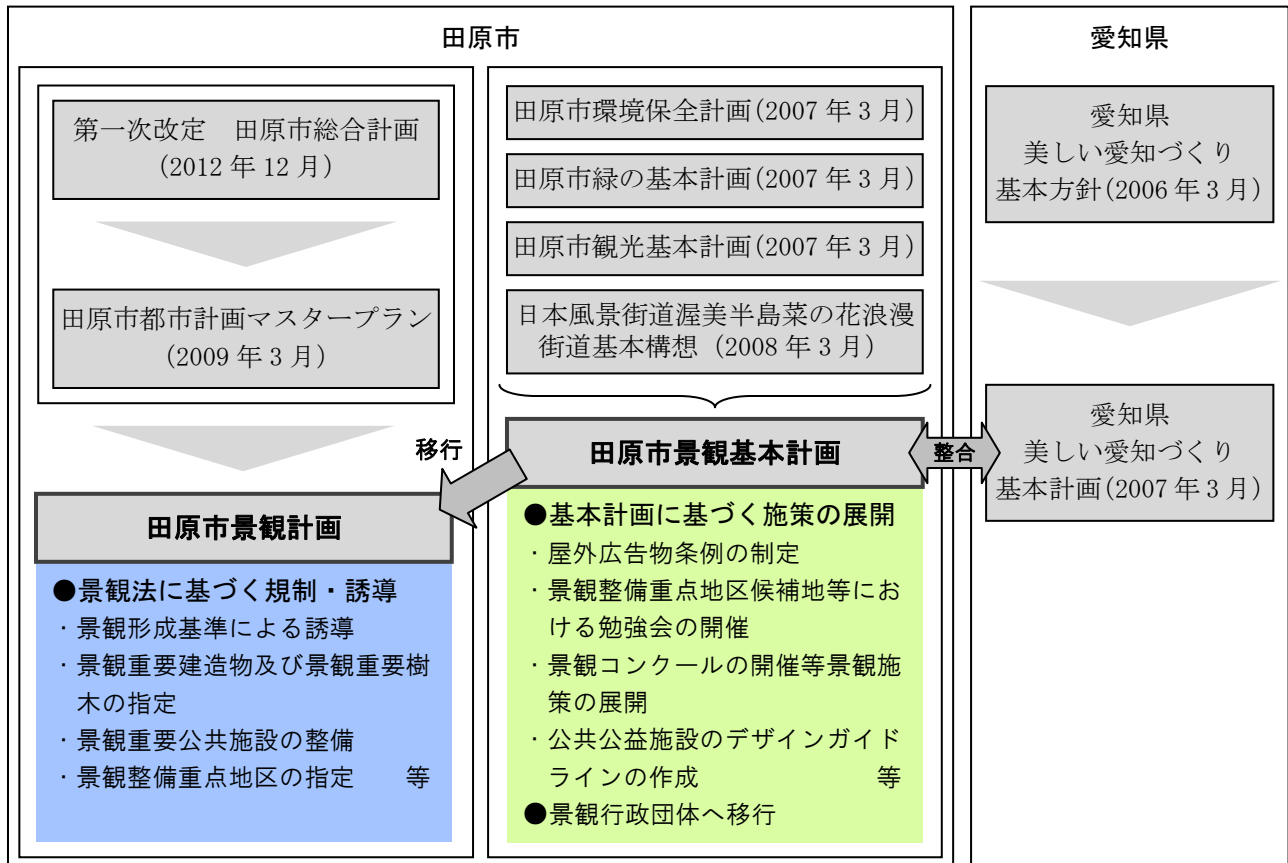 田原市
第一次改定　田原市総合計画
(2012 年 12 月)
田原市都市計画マスタープラン
(2009 年 3 月)
田原市景観計画
●景観法に基づく規制・誘導
・景観形成基準による誘導
・景観重要建造物及び景観重要樹
木の指定
・景観重要公共施設の整備
・景観整備重点地区の指定　　等
移行
田原市環境保全計画(2007 年 3 月)
田原市緑の基本計画(2007 年 3 月)
田原市観光基本計画(2007 年 3 月)
日本風景街道渥美半島菜の花浪漫
街道基本構想 (2008 年 3 月)
田原市景観基本計画
●基本計画に基づく施策の展開
・屋外広告物条例の制定
・景観整備重点地区候補地等にお
ける勉強会の開催
・景観コンクールの開催等景観施
策の展開
・公共公益施設のデザインガイド
ラインの作成　　等
●景観行政団体へ移行
整合
愛知県
愛知県
美しい愛知づくり
基本方針(2006 年 3 月)
愛知県
美しい愛知づくり
基本計画(2007 年 3 月)